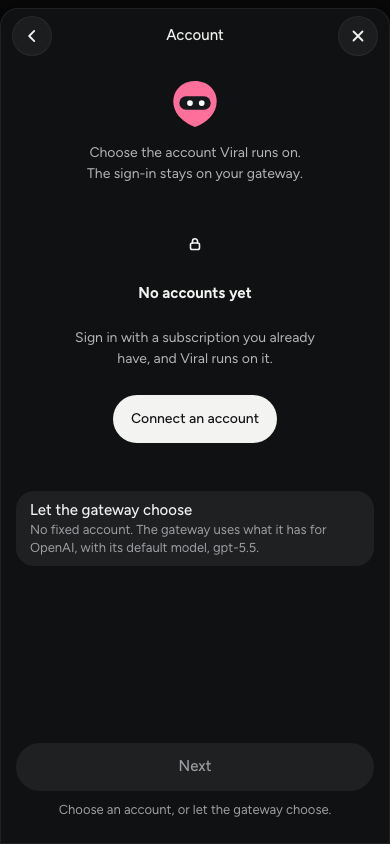 Account
Choose the account Viral runs on.
The sign-in stays on your gateway.
No accounts yet
Sign in with a subscription you already
have, and Viral runs on it.
Connect an account
Let the gateway choose
No fixed account. The gateway uses what it has for
OpenAI, with its default model, gpt-5.5.
Next
Choose an account, or let the gateway choose.